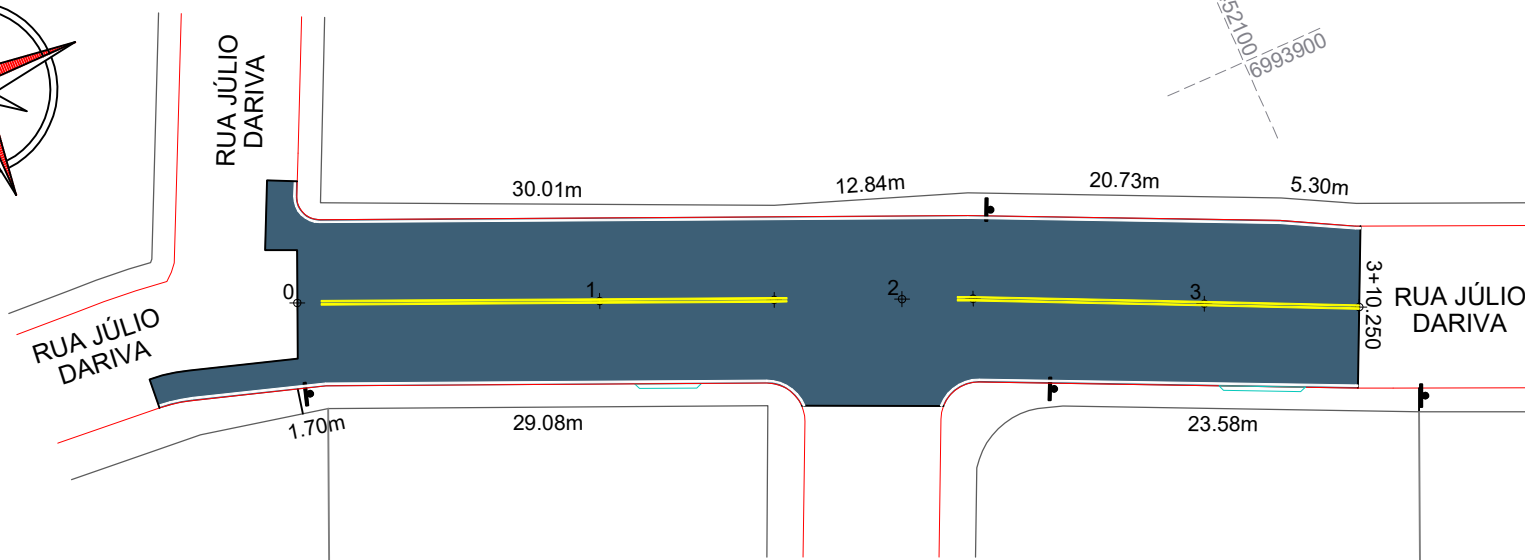 52100
6993900
RUA JÚLIO
DARIVA
30.01m
12.84m
20.73m
5.30m
0
1
2
3
3+10.250
RUA JÚLIO
DARIVA
RUA JÚLIO
DARIVA
1.70m
29.08m
23.58m